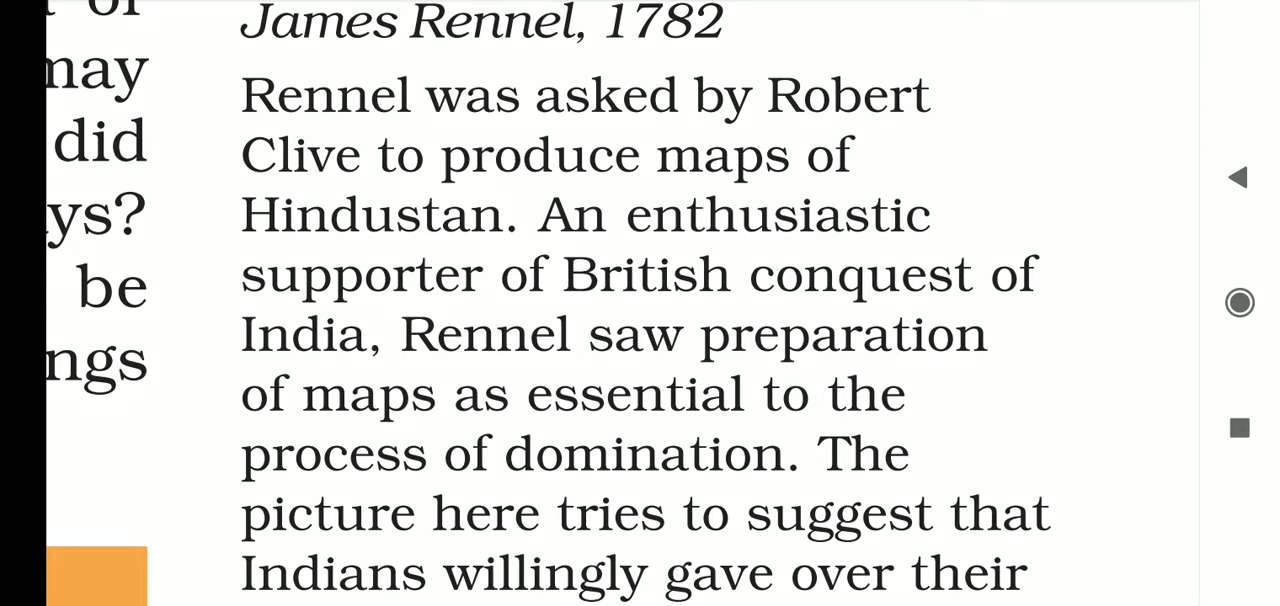 may
did
ys?
be
ngs
James Rennel, 1782
Rennel was asked by Robert
Clive to produce maps of
Hindustan. An enthusiastic
supporter of British conquest of
India, Rennel saw preparation
of maps as essential to the
process of domination. The
picture here tries to suggest that
Indians willingly gave over their